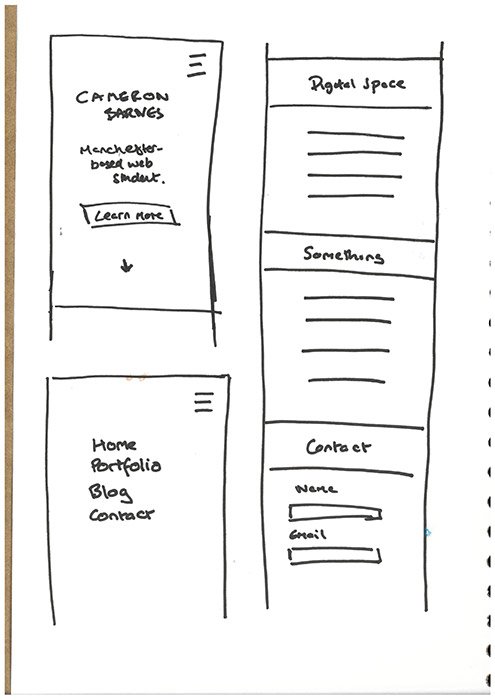 CAMERON
BARNES
Manchester-
based web
student.
Learn More
Home
Portfolio
Blog
Contact
Digital Space
Something
Contact
Name
Email